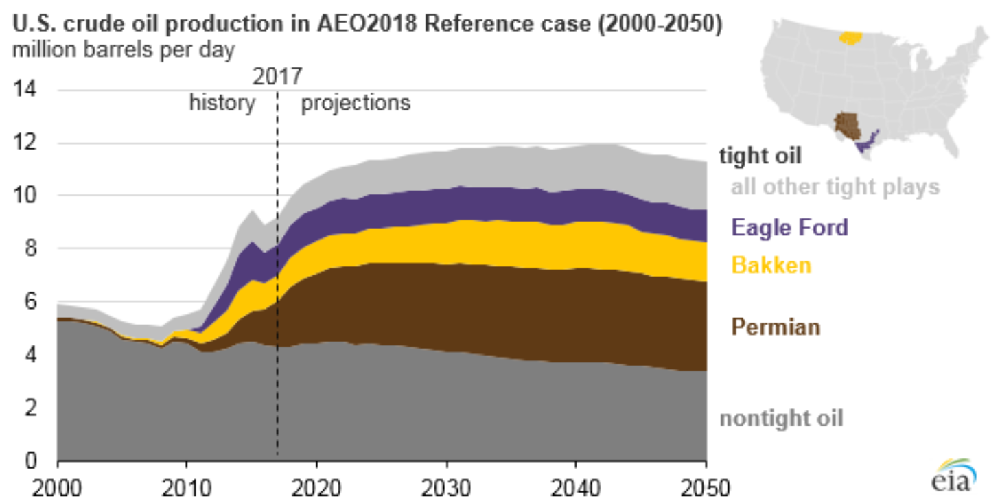 U.S. crude oil production in AEO2018 Reference case (2000-2050)
million barrels per day
2017
history projections
14
12
10
8
6
4
2
0
2000 2010 2020 2030 2040 2050
tight oil
all other tight plays
Eagle Ford
Bakken
Permian
nontight oil
eia